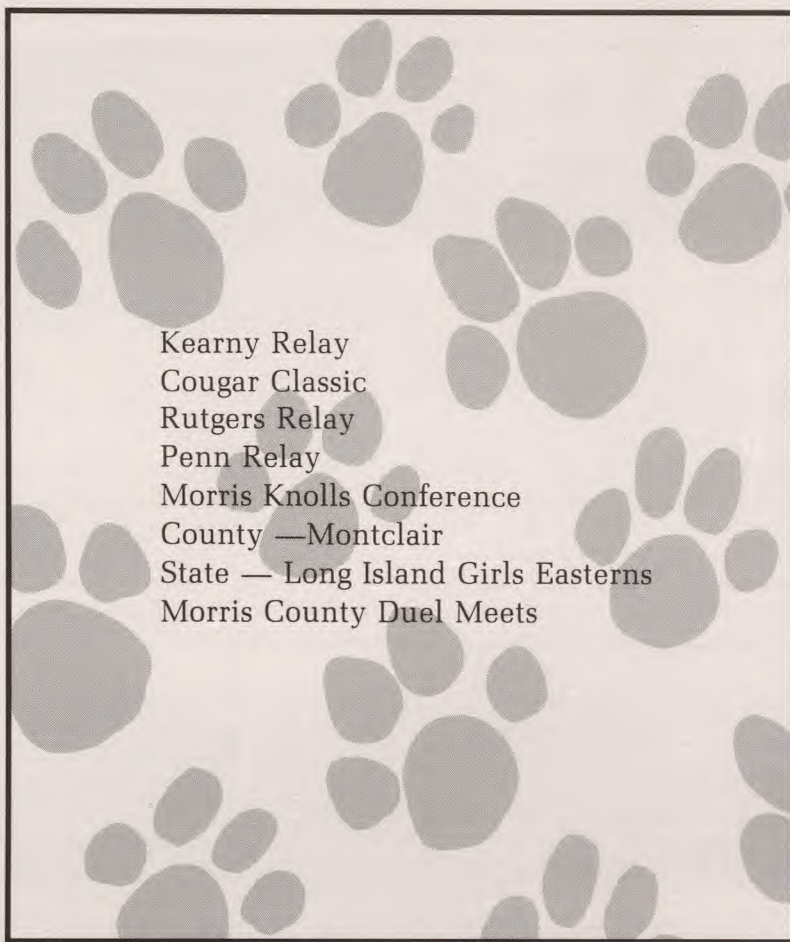 Kearny Relay
Cougar Classic
Rutgers Relay
Penn Relay
Morris Knolls Conference
County —Montclair
State — Long Island Girls Easterns
Morris County Duel Meets